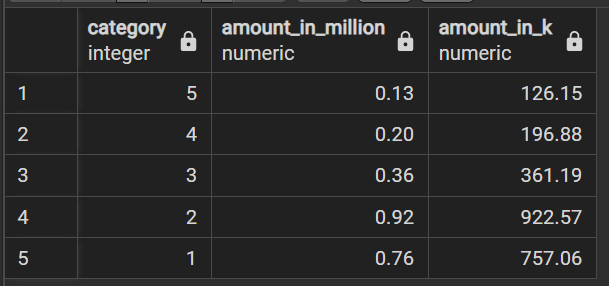 category amount_in_million amount_in_k
integer numeric numeric
1 5 0.13 126.15
2 4 0.20 196.88
3 3 0.36 361.19
4 2 0.92 922.57
5 1 0.76 757.06